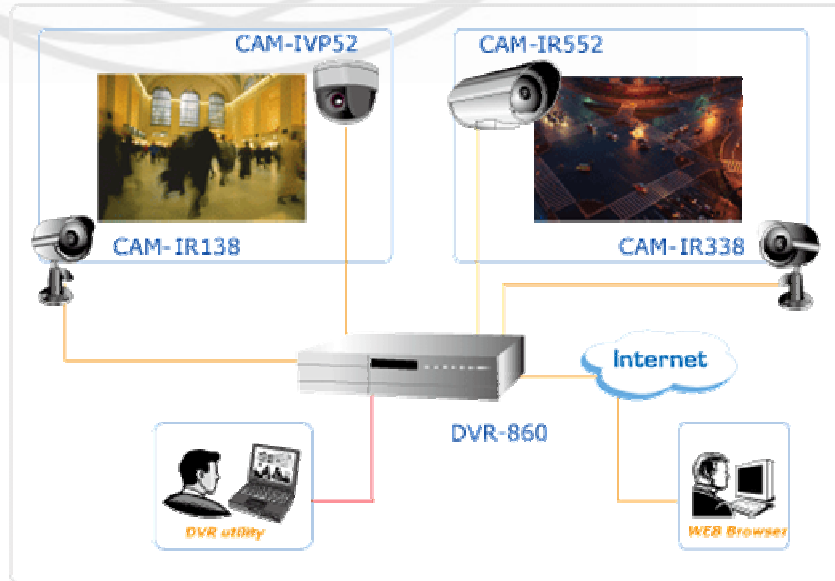 CAM-IVP52
CAM-IR552
CAM-IR138
CAM-IR338
Internet
DVR-860
DVR utility
WEB Browser